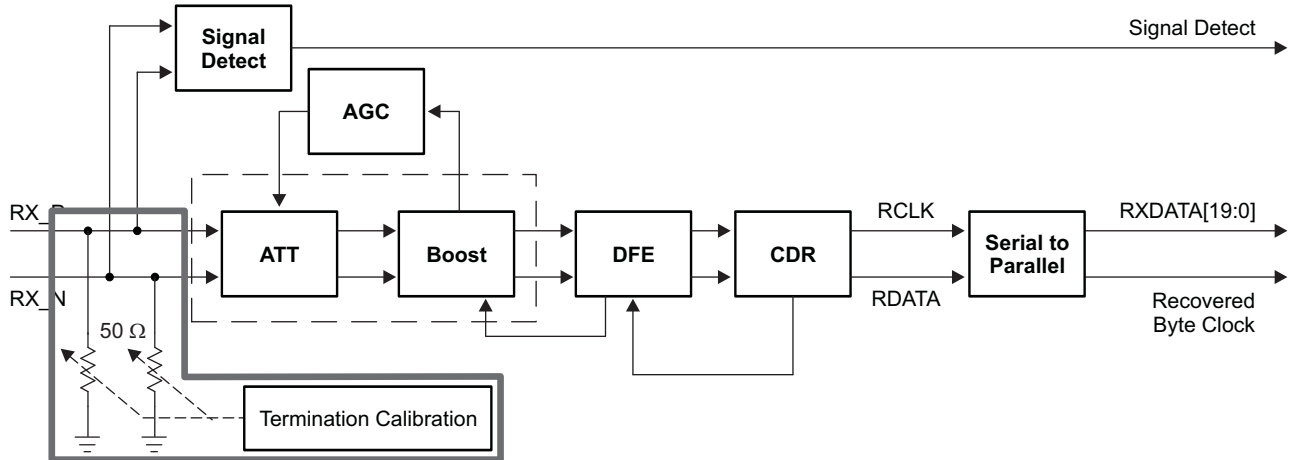 Signal
Detect
Signal Detect
AGC
RX_P
RX_N
ATT
Boost
DFE
CDR
RCLK
RDATA
Serial to
Parallel
RXDATA[19:0]
Recovered
Byte Clock
50 Ω
Termination Calibration